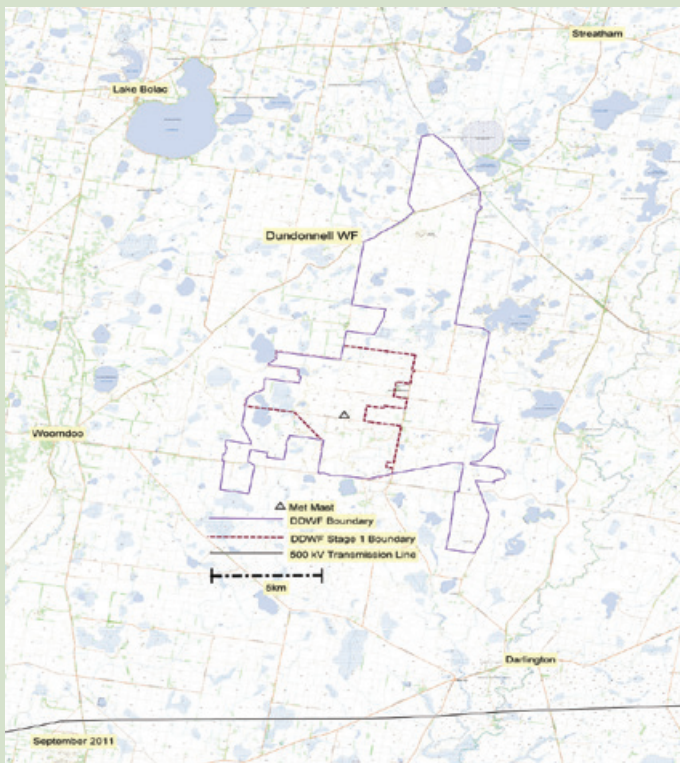 Streatham
Lake Bolac
Dundonnell WF
Woorndoo
Met Mast
DDWF Boundary
DDWF Stage 1 Boundary
500 kV Transmission Line
5km
Darlington
September 2011